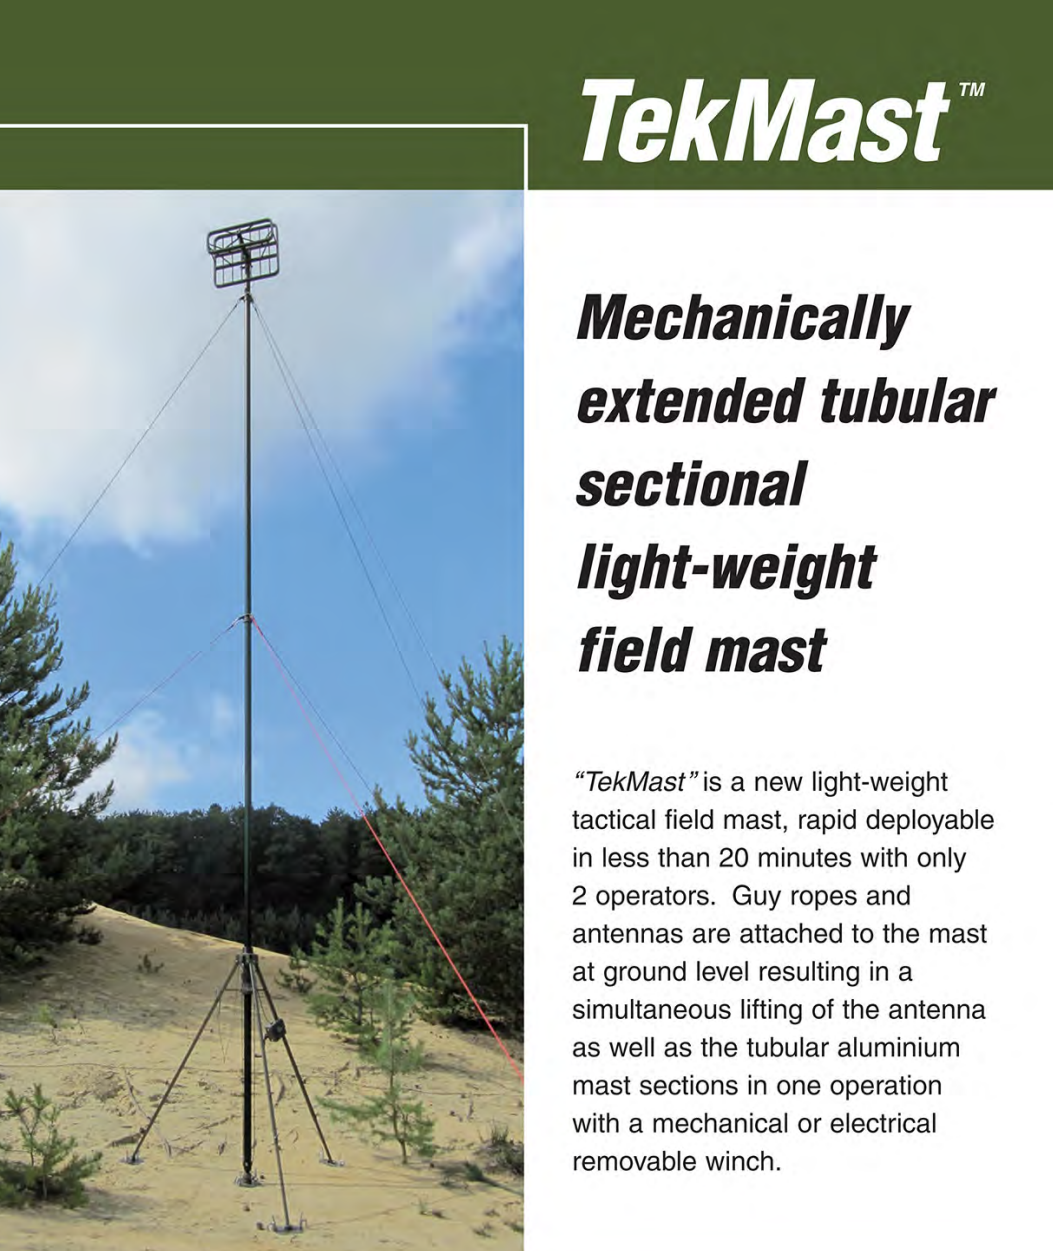 TekMast™
Mechanically
extended tubular
sectional
light-weight
field mast
“TekMast” is a new light-weight
tactical field mast, rapid deployable
in less than 20 minutes with only
2 operators.  Guy ropes and
antennas are attached to the mast
at ground level resulting in a
simultaneous lifting of the antenna
as well as the tubular aluminium
mast sections in one operation
with a mechanical or electrical
removable winch.